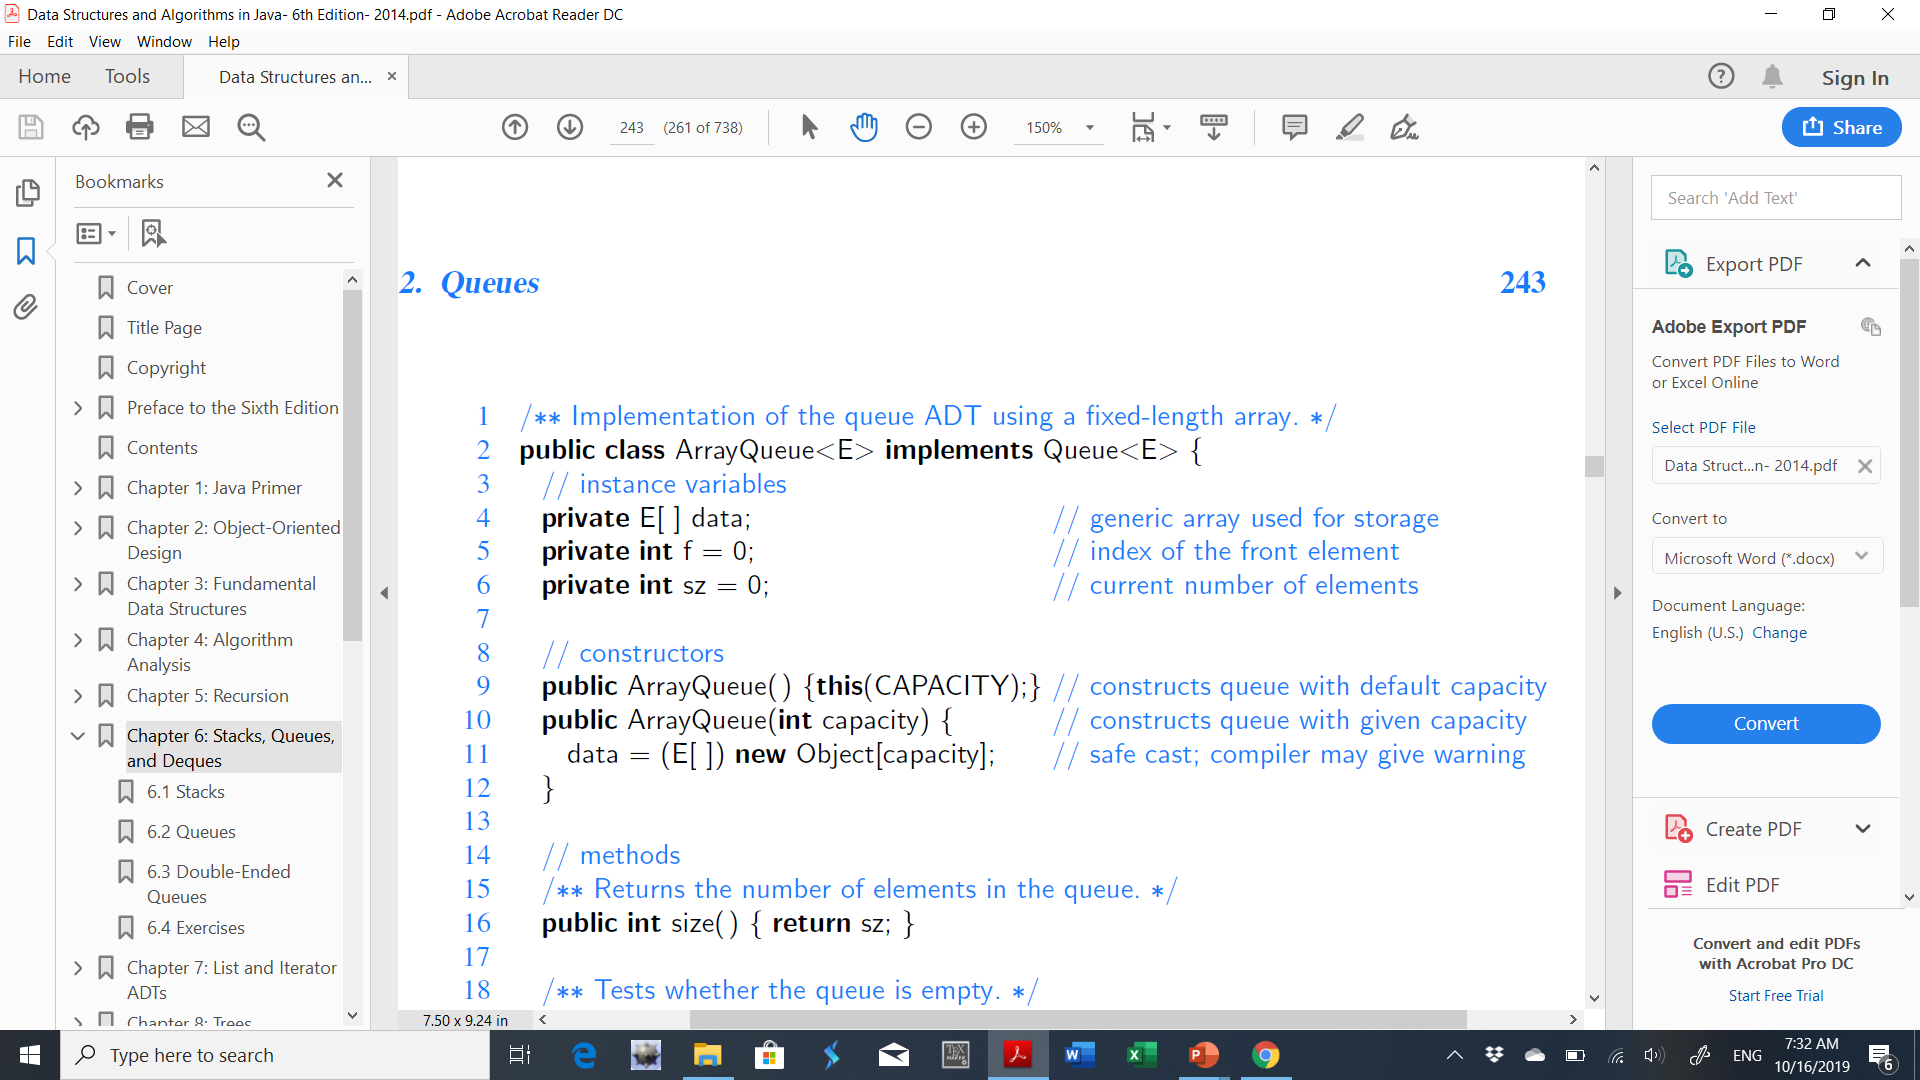 Data Structures and Algorithms in Java- 6th Edition- 2014.pdf - Adobe Acrobat Reader DC
File Edit View Window Help
Home Tools Data Structures an... Sign In
243 (261 of 738) 150% Share
Bookmarks
Cover
Title Page
Copyright
Preface to the Sixth Edition
Contents
Chapter 1: Java Primer
Chapter 2: Object-Oriented
Design
Chapter 3: Fundamental
Data Structures
Chapter 4: Algorithm
Analysis
Chapter 5: Recursion
Chapter 6: Stacks, Queues,
and Deques
6.1 Stacks
6.2 Queues
6.3 Double-Ended
Queues
6.4 Exercises
Chapter 7: List and Iterator
ADTs
Chapter 8: Trees
2. Queues 243
1 /** Implementation of the queue ADT using a fixed-length array. */
2 public class ArrayQueue<E> implements Queue<E> {
3 // instance variables
4 private E[ ] data; // generic array used for storage
5 private int f = 0; // index of the front element
6 private int sz = 0; // current number of elements
7
8 // constructors
9 public ArrayQueue( ) {this(CAPACITY);} // constructs queue with default capacity
10 public ArrayQueue(int capacity) { // constructs queue with given capacity
11 data = (E[ ]) new Object[capacity]; // safe cast; compiler may give warning
12 }
13
14 // methods
15 /** Returns the number of elements in the queue. */
16 public int size( ) { return sz; }
17
18 /** Tests whether the queue is empty. */
7.50 x 9.24 in
Search 'Add Text'
Export PDF
Adobe Export PDF
Convert PDF Files to Word
or Excel Online
Select PDF File
Data Struct...n- 2014.pdf
Convert to
Microsoft Word (*.docx)
Document Language:
English (U.S.) Change
Convert
Create PDF
Edit PDF
Convert and edit PDFs
with Acrobat Pro DC
Start Free Trial
Type here to search
ENG
7:32 AM
10/16/2019
6